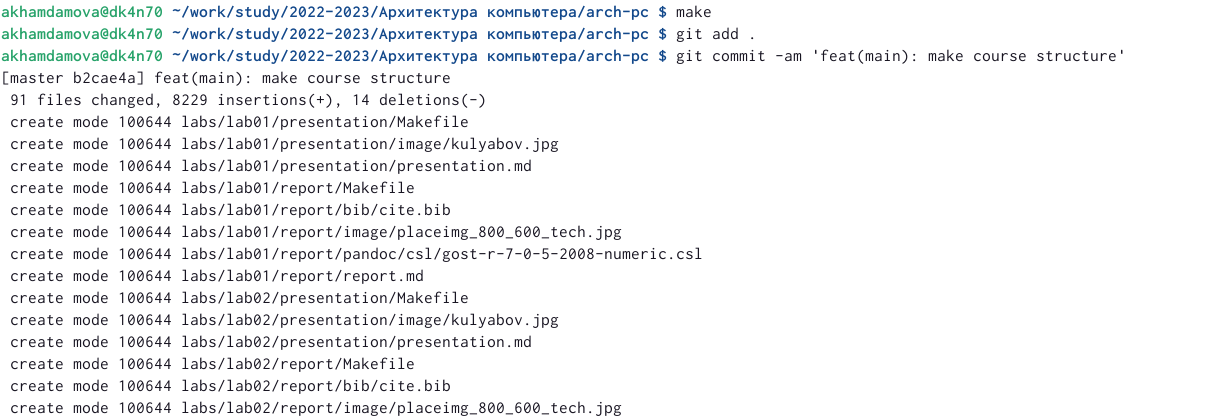 akhamdamova@dk4n70 ~/work/study/2022-2023/Архитектура компьютера/arch-pc $ make
akhamdamova@dk4n70 ~/work/study/2022-2023/Архитектура компьютера/arch-pc $ git add .
akhamdamova@dk4n70 ~/work/study/2022-2023/Архитектура компьютера/arch-pc $ git commit -am 'feat(main): make course structure'
[master b2cae4a] feat(main): make course structure
 91 files changed, 8229 insertions(+), 14 deletions(-)
 create mode 100644 labs/lab01/presentation/Makefile
 create mode 100644 labs/lab01/presentation/image/kulyabov.jpg
 create mode 100644 labs/lab01/presentation/presentation.md
 create mode 100644 labs/lab01/report/Makefile
 create mode 100644 labs/lab01/report/bib/cite.bib
 create mode 100644 labs/lab01/report/image/placeimg_800_600_tech.jpg
 create mode 100644 labs/lab01/report/pandoc/csl/gost-r-7-0-5-2008-numeric.csl
 create mode 100644 labs/lab01/report/report.md
 create mode 100644 labs/lab02/presentation/Makefile
 create mode 100644 labs/lab02/presentation/image/kulyabov.jpg
 create mode 100644 labs/lab02/presentation/presentation.md
 create mode 100644 labs/lab02/report/Makefile
 create mode 100644 labs/lab02/report/bib/cite.bib
 create mode 100644 labs/lab02/report/image/placeimg_800_600_tech.jpg